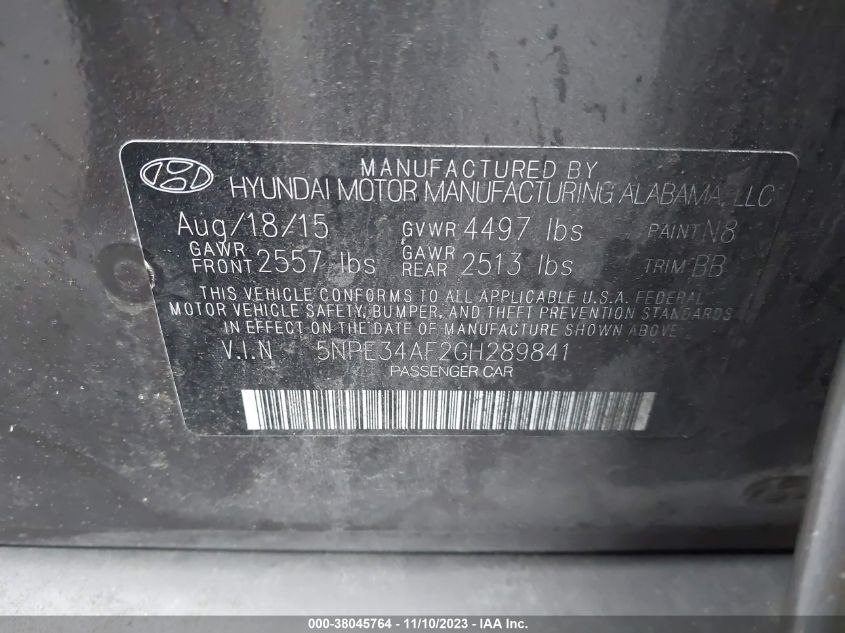 MANUFACTURED BY
HYUNDAI MOTOR MANUFACTURING ALABAMA, LLC
Aug/18/15 GVWR 4497 lbs PAINT N8
GAWR FRONT 2557 lbs GAWR REAR 2513 lbs TRIM BB
THIS VEHICLE CONFORMS TO ALL APPLICABLE U.S.A. FEDERAL
MOTOR VEHICLE SAFETY, BUMPER, AND THEFT PREVENTION STANDARDS
IN EFFECT ON THE DATE OF MANUFACTURE SHOWN ABOVE
V.I.N 5NPE34AF2GH289841
PASSENGER CAR
000-38045764 - 11/10/2023 - IAA Inc.